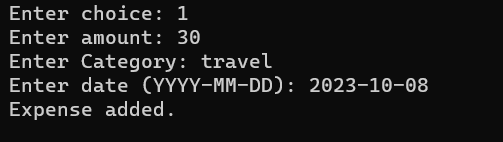 Enter choice: 1
Enter amount: 30
Enter Category: travel
Enter date (YYYY-MM-DD): 2023-10-08
Expense added.